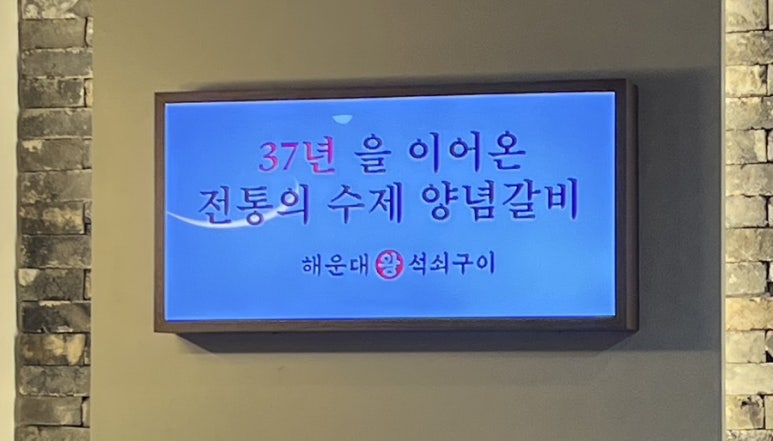 37년 을 이어온
전통의 수제 양념갈비
해운대 왕 석쇠구이